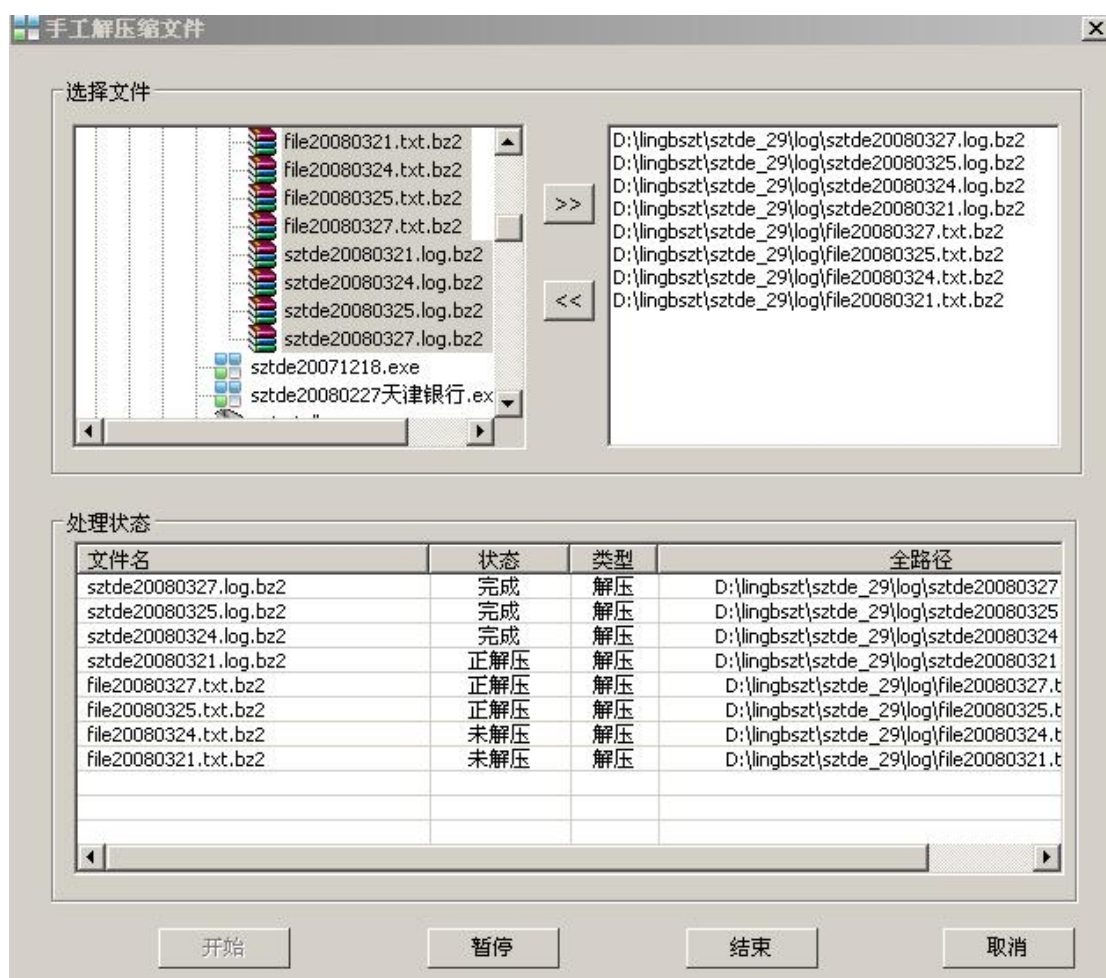 手工解压缩文件
选择文件
file20080321.txt.bz2
file20080324.txt.bz2
file20080325.txt.bz2
file20080327.txt.bz2
sztde20080321.log.bz2
sztde20080324.log.bz2
sztde20080325.log.bz2
sztde20080327.log.bz2
sztde20071218.exe
sztde20080227天津银行.ex
>>
<<
D:\lingbszt\sztde_29\log\sztde20080327.log.bz2
D:\lingbszt\sztde_29\log\sztde20080325.log.bz2
D:\lingbszt\sztde_29\log\sztde20080324.log.bz2
D:\lingbszt\sztde_29\log\sztde20080321.log.bz2
D:\lingbszt\sztde_29\log\file20080327.txt.bz2
D:\lingbszt\sztde_29\log\file20080325.txt.bz2
D:\lingbszt\sztde_29\log\file20080324.txt.bz2
D:\lingbszt\sztde_29\log\file20080321.txt.bz2
处理状态
文件名 状态 类型 全路径
sztde20080327.log.bz2 完成 解压 D:\lingbszt\sztde_29\log\sztde20080327
sztde20080325.log.bz2 完成 解压 D:\lingbszt\sztde_29\log\sztde20080325
sztde20080324.log.bz2 完成 解压 D:\lingbszt\sztde_29\log\sztde20080324
sztde20080321.log.bz2 正解压 解压 D:\lingbszt\sztde_29\log\sztde20080321
file20080327.txt.bz2 正解压 解压 D:\lingbszt\sztde_29\log\file20080327.t
file20080325.txt.bz2 正解压 解压 D:\lingbszt\sztde_29\log\file20080325.t
file20080324.txt.bz2 未解压 解压 D:\lingbszt\sztde_29\log\file20080324.t
file20080321.txt.bz2 未解压 解压 D:\lingbszt\sztde_29\log\file20080321.t
开始 暂停 结束 取消